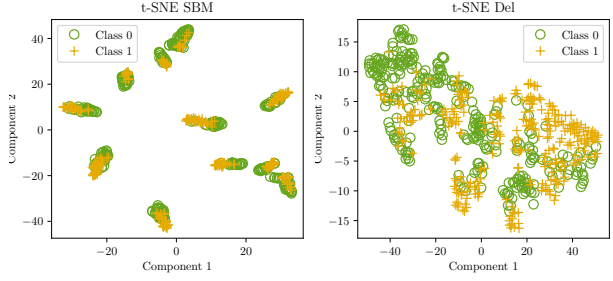 t-SNE SBM
Class 0
Class 1
Component 2
40
20
0
−20
−40
−20
0
20
Component 1
t-SNE Del
Class 0
Class 1
Component 2
15
10
5
0
−5
−10
−15
−40
−20
0
20
40
Component 1